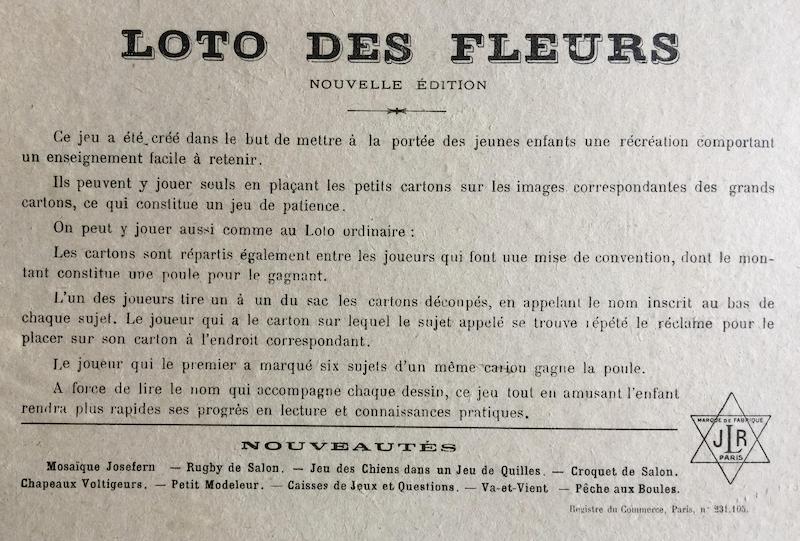 LOTO DES FLEURS
NOUVELLE ÉDITION
Ce jeu a été créé dans le but de mettre à la portée des jeunes enfants une récréation comportant
un enseignement facile à retenir.
Ils peuvent y jouer seuls en plaçant les petits cartons sur les images correspondantes des grands
cartons, ce qui constitue un jeu de patience.
On peut y jouer aussi comme au Loto ordinaire :
Les cartons sont répartis également entre les joueurs qui font une mise de convention, dont le mon-
tant constitue une poule pour le gagnant.
L'un des joueurs tire un à un du sac les cartons découpés, en appelant le nom inscrit au bas de
chaque sujet. Le joueur qui a le carton sur lequel le sujet appelé se trouve répété le réclame pour le
placer sur son carton à l'endroit correspondant.
Le joueur qui le premier a marqué six sujets d'un même carton gagne la poule.
A force de lire le nom qui accompagne chaque dessin, ce jeu tout en amusant l'enfant
rendra plus rapides ses progrès en lecture et connaissances pratiques.
MARQUE DE FABRIQUE
JLR
PARIS
NOUVEAUTÉS
Mosaïque Josefern — Rugby de Salon. — Jeu des Chiens dans un Jeu de Quilles. — Croquet de Salon.
Chapeaux Voltigeurs. — Petit Modeleur. — Caisses de Jeux et Questions. — Va-et-Vient — Pêche aux Boules.
Registre du Commerce, Paris, n° 231.105.